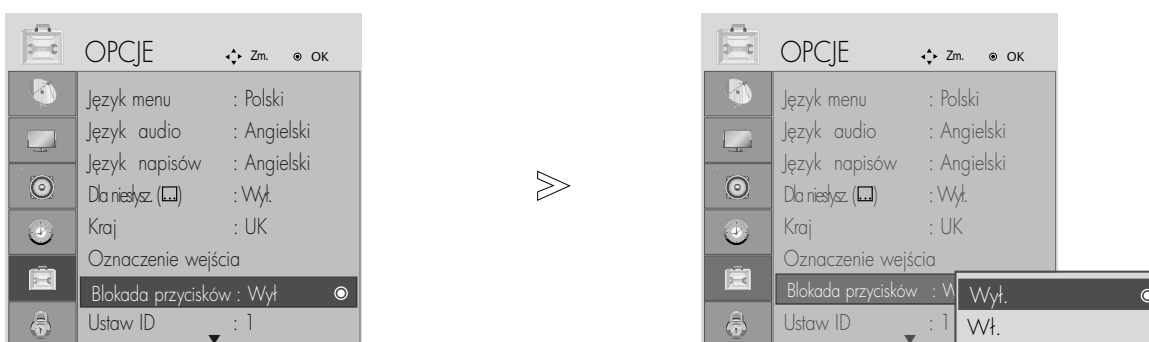 OPCJE Zm. OK
Język menu : Polski
Język audio : Angielski
Język napisów : Angielski
Dla niesłysz. ( ) : Wył.
Kraj : UK
Oznaczenie wejścia
Blokada przycisków : Wył
Ustaw ID : 1
OPCJE Zm. OK
Język menu : Polski
Język audio : Angielski
Język napisów : Angielski
Dla niesłysz. ( ) : Wył.
Kraj : UK
Oznaczenie wejścia
Blokada przycisków : W
Wył.
Ustaw ID : 1
Wł.